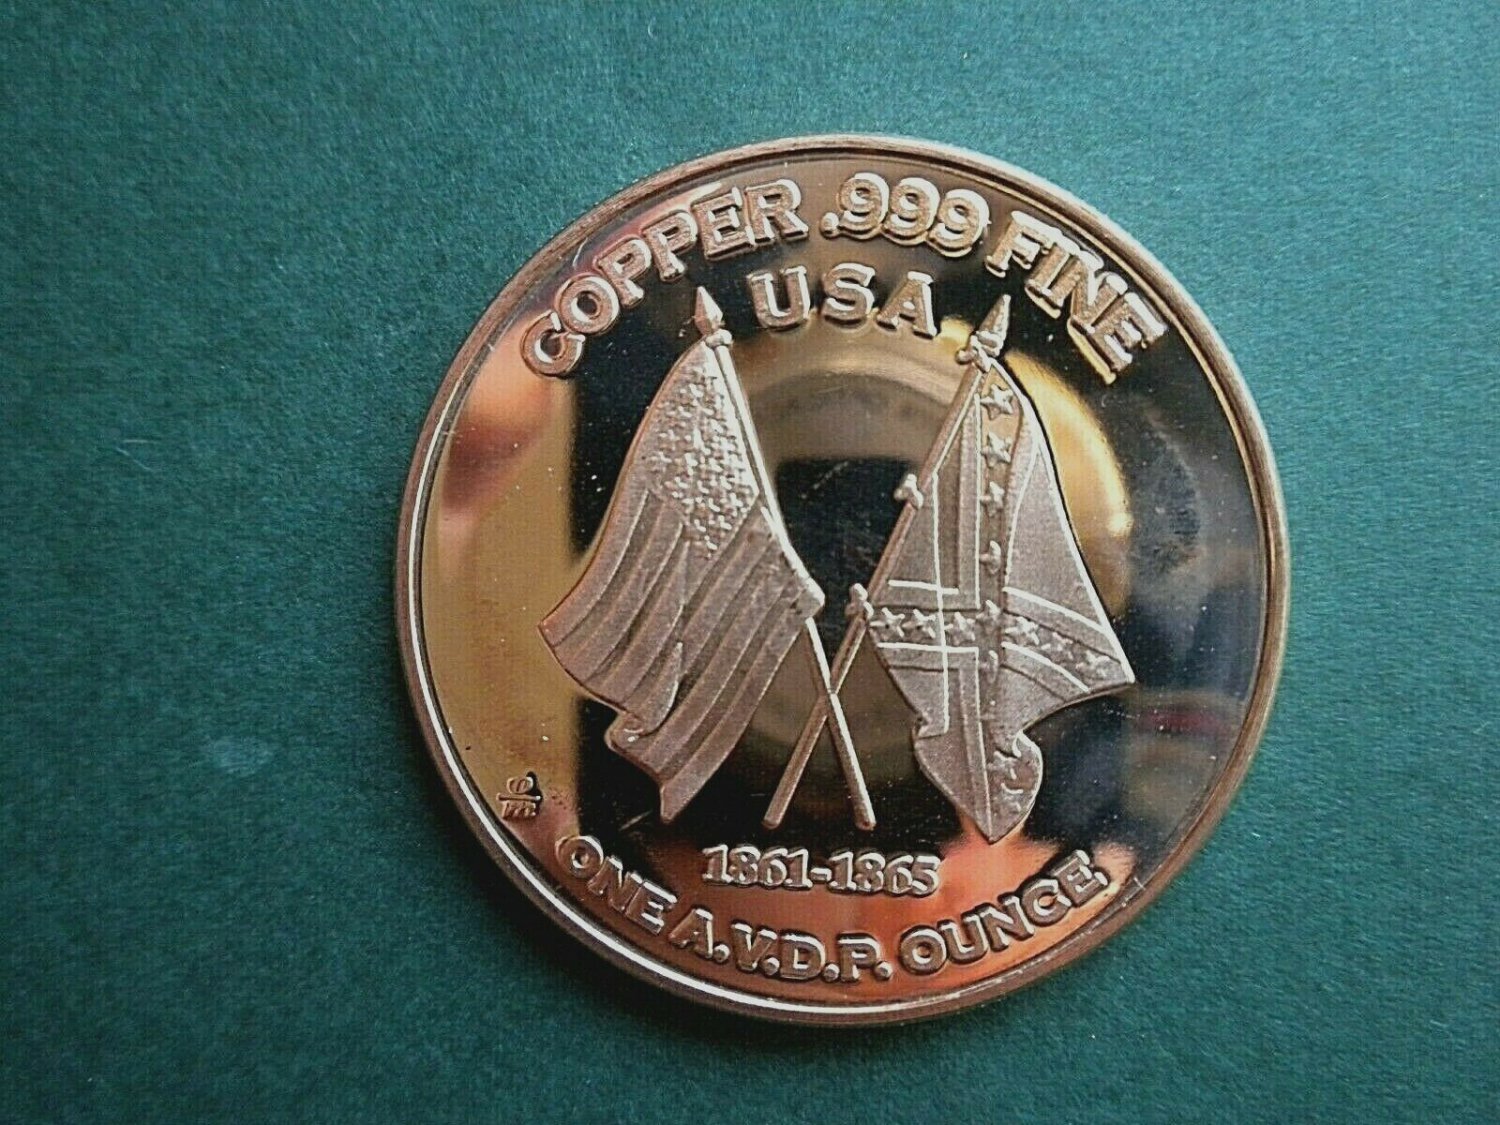 COPPER .999 FINE
USA
1861-1865
ONE A.V.D.P. OUNCE